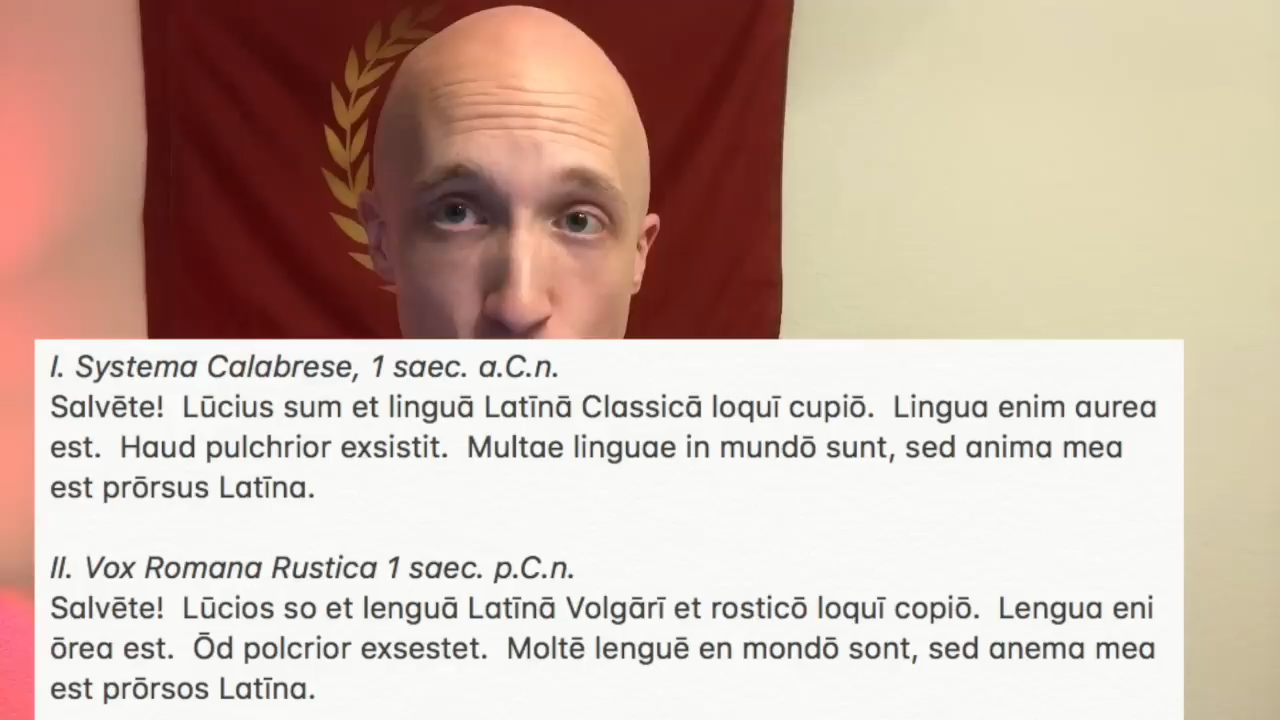 I. Systema Calabrese, 1 saec. a.C.n.
Salvēte!  Lūcius sum et linguā Latīnā Classicā loquī cupiō.  Lingua enim aurea
est.  Haud pulchrior exsistit.  Multae linguae in mundō sunt, sed anima mea
est prōrsus Latīna.
II. Vox Romana Rustica 1 saec. p.C.n.
Salvēte!  Lūcios so et lenguā Latīnā Volgārī et rosticō loquī copiō.  Lengua eni
ōrea est.  Ōd polcrior exsestet.  Moltē lenguē en mondō sont, sed anema mea
est prōrsos Latīna.